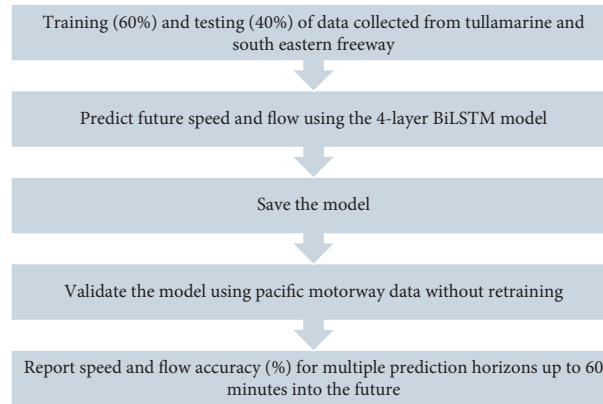 Training (60%) and testing (40%) of data collected from tullamarine and
south eastern freeway
Predict future speed and flow using the 4-layer BiLSTM model
Save the model
Validate the model using pacific motorway data without retraining
Report speed and flow accuracy (%) for multiple prediction horizons up to 60
minutes into the future